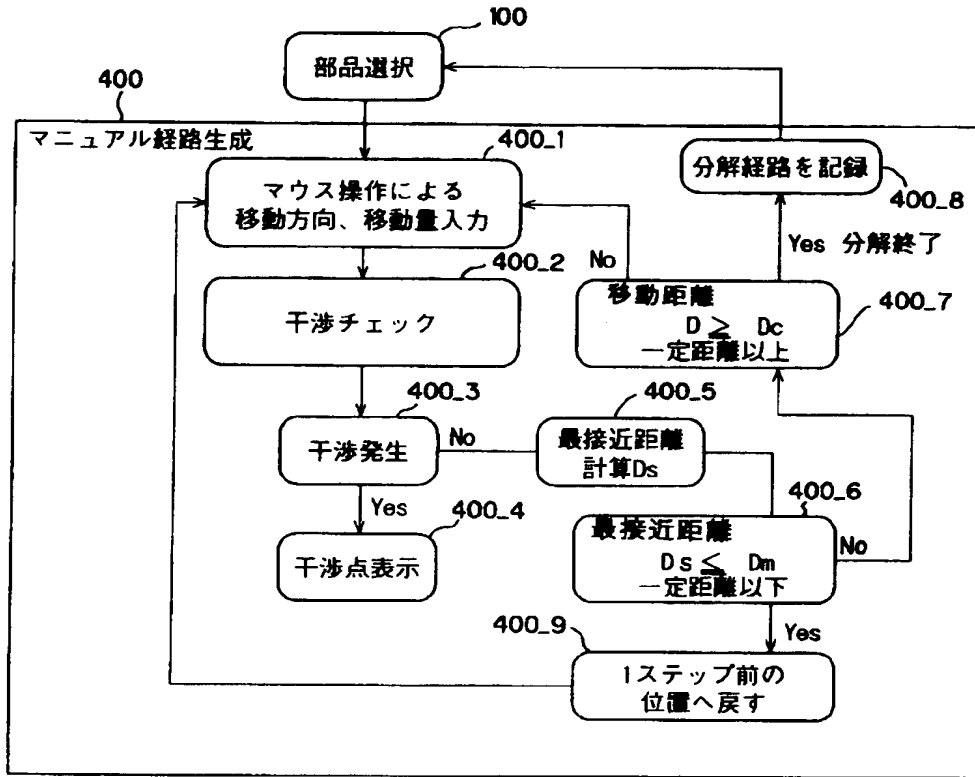 100
部品選択
400
マニュアル経路生成
400_1
マウス操作による
移動方向、移動量入力
分解経路を記録
400_8
Yes 分解終了
No
400_2
干渉チェック
移動距離
D ≧ Dc
一定距離以上
400_7
400_3
干渉発生
No
400_5
最接近距離
計算Ds
Yes
400_4
干渉点表示
400_6
最接近距離
Ds ≦ Dm
一定距離以下
No
Yes
400_9
1ステップ前の
位置へ戻す